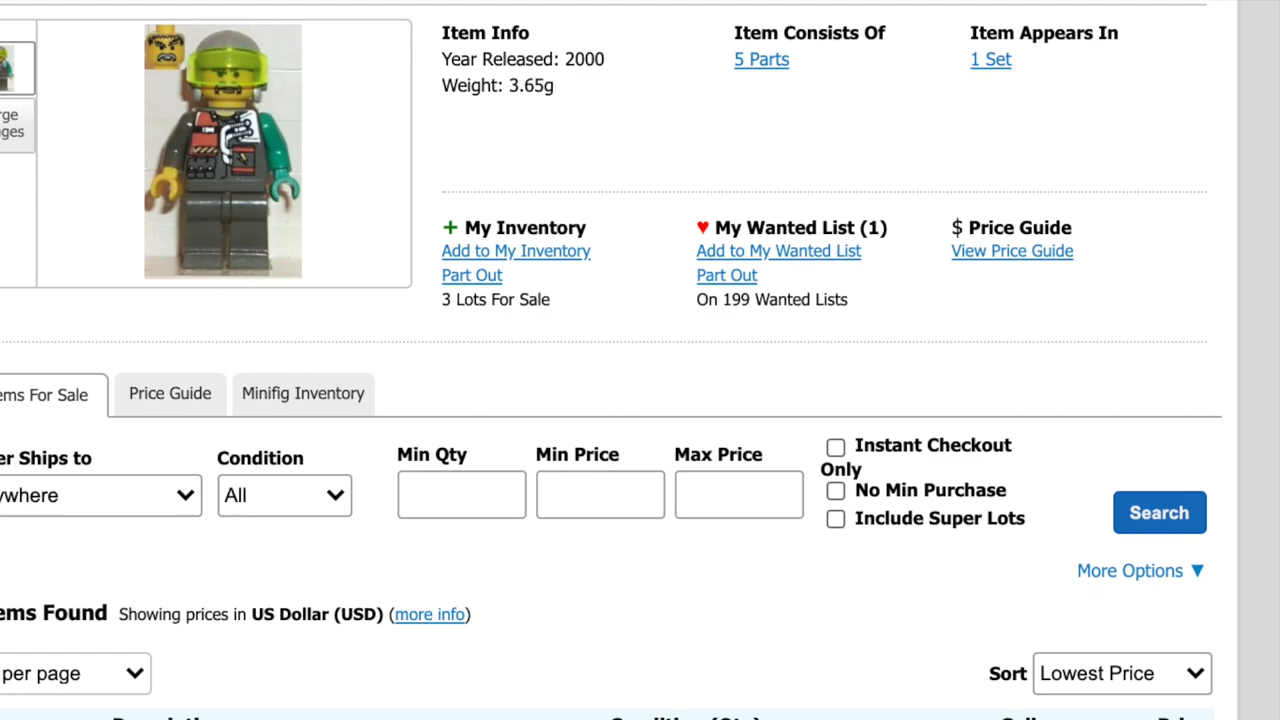 Item Info
Year Released: 2000
Weight: 3.65g
Item Consists Of
5 Parts
Item Appears In
1 Set
rge
ges
+ My Inventory
Add to My Inventory
Part Out
3 Lots For Sale
♥ My Wanted List (1)
Add to My Wanted List
Part Out
On 199 Wanted Lists
$ Price Guide
View Price Guide
ems For Sale
Price Guide
Minifig Inventory
er Ships to
ywhere
Condition
All
Min Qty
Min Price
Max Price
Instant Checkout
Only
No Min Purchase
Include Super Lots
Search
More Options ▼
ems Found Showing prices in US Dollar (USD) (more info)
per page
Sort Lowest Price